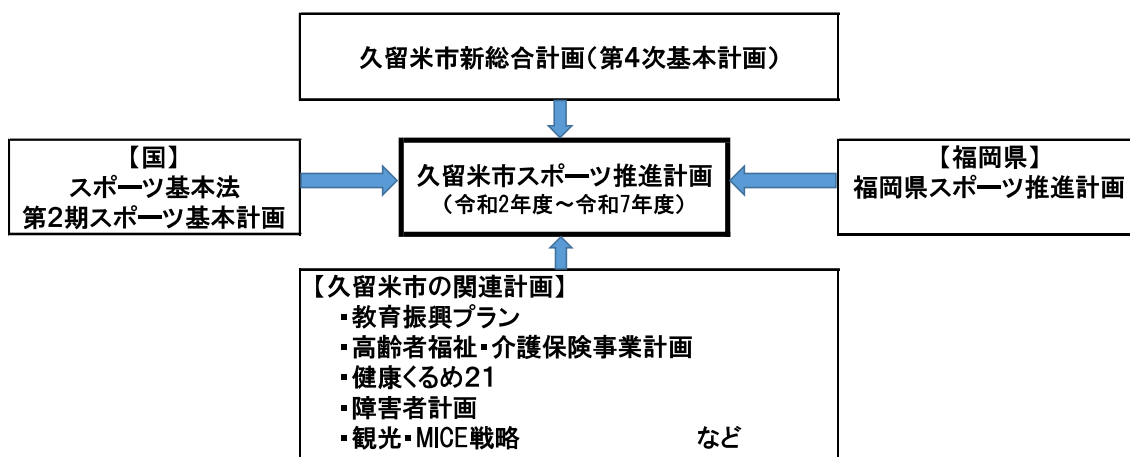 久留米市新総合計画（第４次基本計画）
【国】
スポーツ基本法
第２期スポーツ基本計画
久留米市スポーツ推進計画
（令和2年度～令和7年度）
【福岡県】
福岡県スポーツ推進計画
【久留米市の関連計画】
・教育振興プラン
・高齢者福祉・介護保険事業計画
・健康くるめ２１
・障害者計画
・観光・MICE戦略　　　　　　など